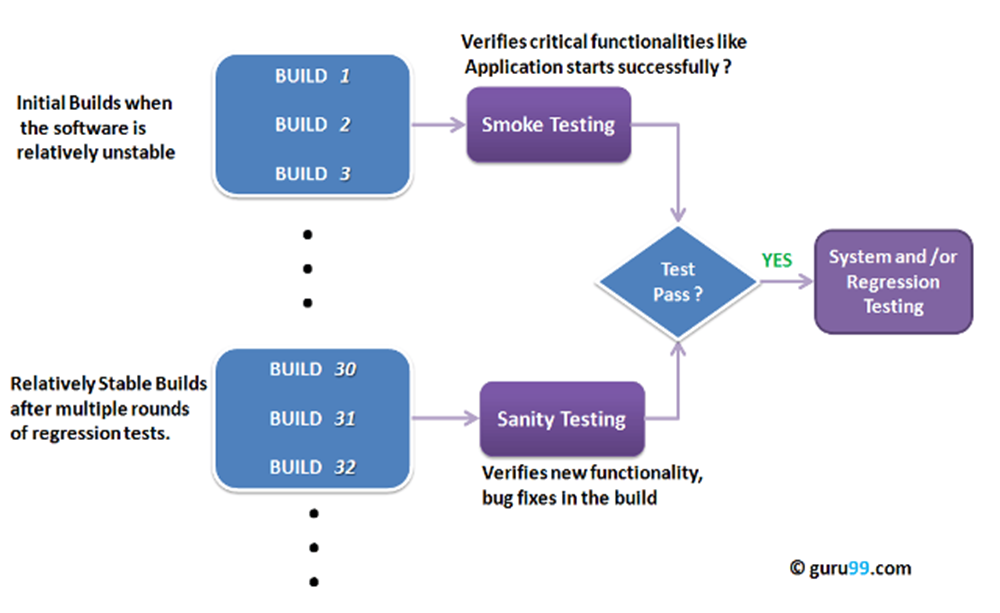 Verifies critical functionalities like
Application starts successfully ?
Initial Builds when
the software is
relatively unstable
BUILD 1
BUILD 2
BUILD 3
Smoke Testing
Test
Pass ?
YES
System and /or
Regression
Testing
Relatively Stable Builds
after multiple rounds
of regression tests.
BUILD 30
BUILD 31
BUILD 32
Sanity Testing
Verifies new functionality,
bug fixes in the build
© guru99.com